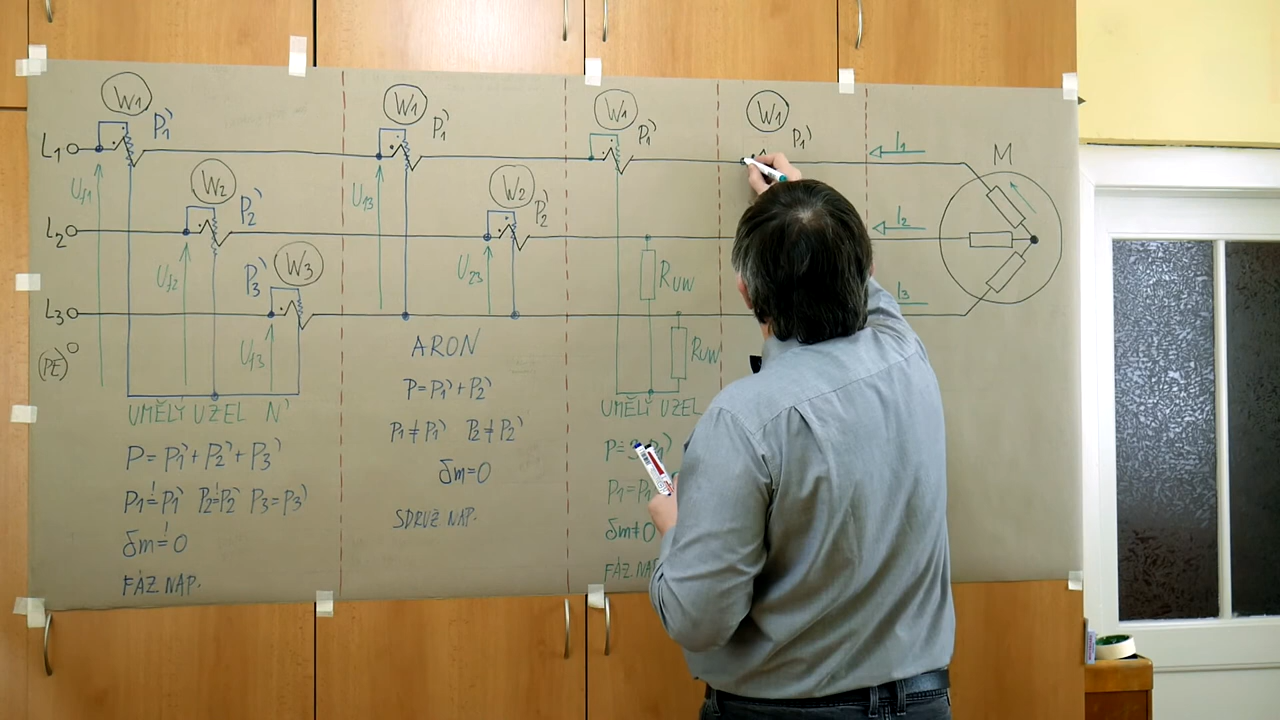 W1
P1'
L1
Uf1
W2
P2'
L2
Uf2
W3
P3'
L3
Uf3
(PE)
UMĚLÝ UZEL N'
P = P1' + P2' + P3'
P1 = P1' P2 = P2' P3 = P3'
δm = 0
FÁZ. NAP.
W1
P1'
U13
W2
P2'
U23
ARON
P = P1' + P2'
P1 ≠ P1' P2 ≠ P2'
δm = 0
SDRUŽ NAP.
W1
P1'
RUW
RUW
UMĚLÝ UZEL
δm ≠ 0
FÁZ. NAP
W1
P1'
I1
I2
I3
M